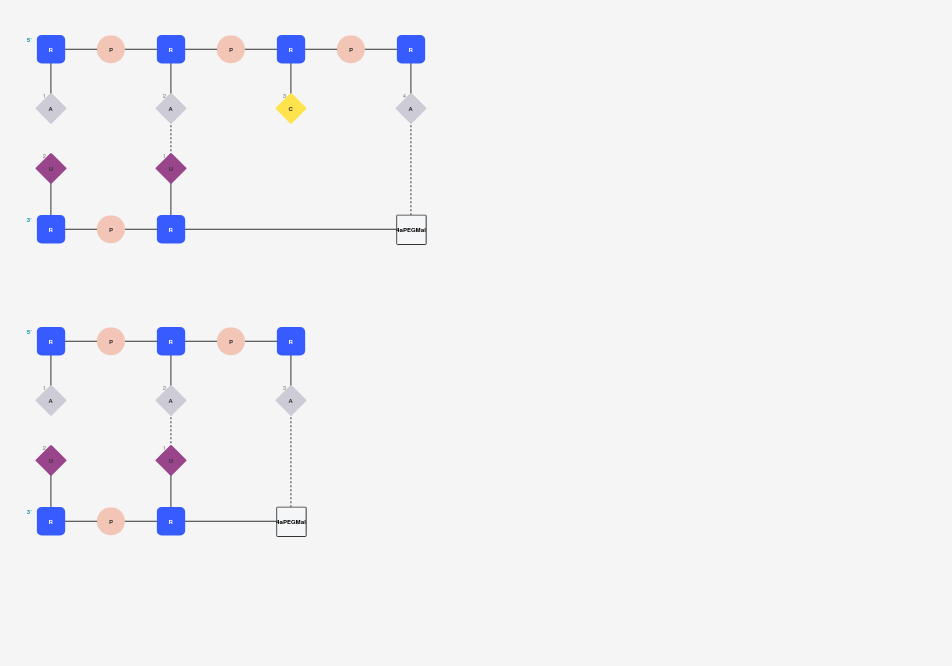 5' R P R P R P R
1 A 2 A 3 C 4 A
2 U 1 U
3' R P R 4aPEGMal
5' R P R P R
1 A 2 A 3 A
2 U 1 U
3' R P R 4aPEGMal